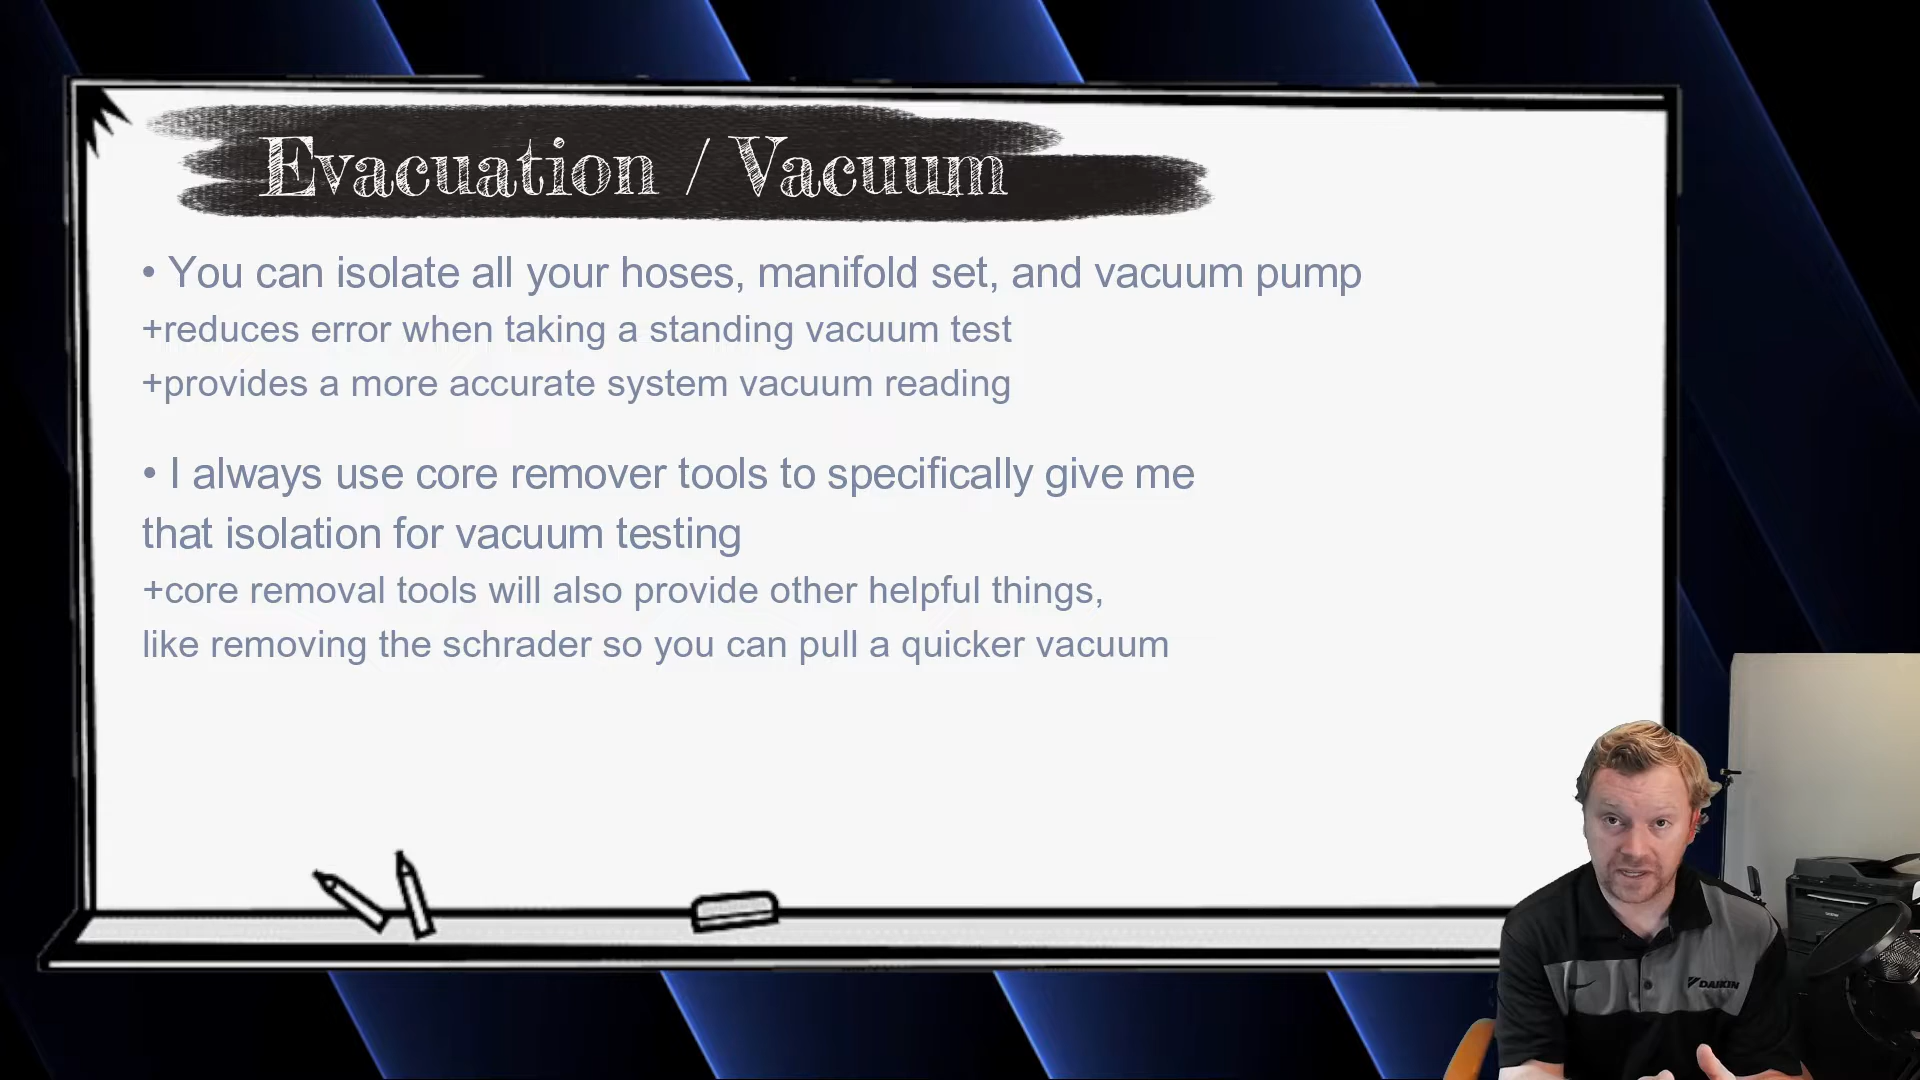 Evacuation / Vacuum
• You can isolate all your hoses, manifold set, and vacuum pump
+reduces error when taking a standing vacuum test
+provides a more accurate system vacuum reading
• I always use core remover tools to specifically give me
that isolation for vacuum testing
+core removal tools will also provide other helpful things,
like removing the schrader so you can pull a quicker vacuum
DAIKIN